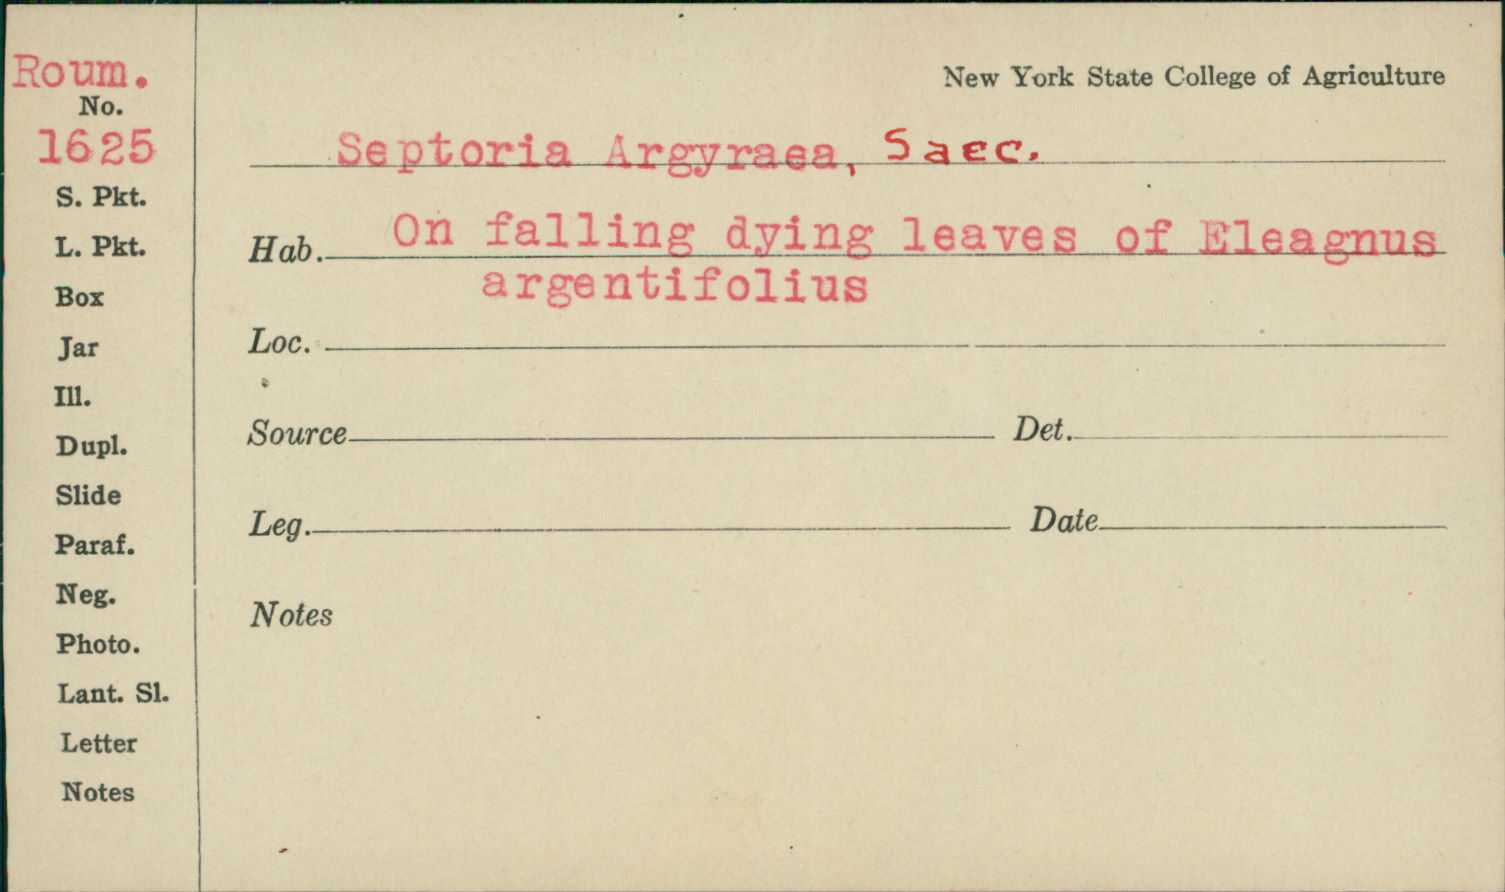 Roum.
No.
1625
S. Pkt.
L. Pkt.
Box
Jar
Ill.
Dupl.
Slide
Paraf.
Neg.
Photo.
Lant. Sl.
Letter
Notes
New York State College of Agriculture
Septoria Argyraea, Saec.
Hab. On falling dying leaves of Eleagnus
argentifolius
Loc.
Source Det.
Leg. Date
Notes